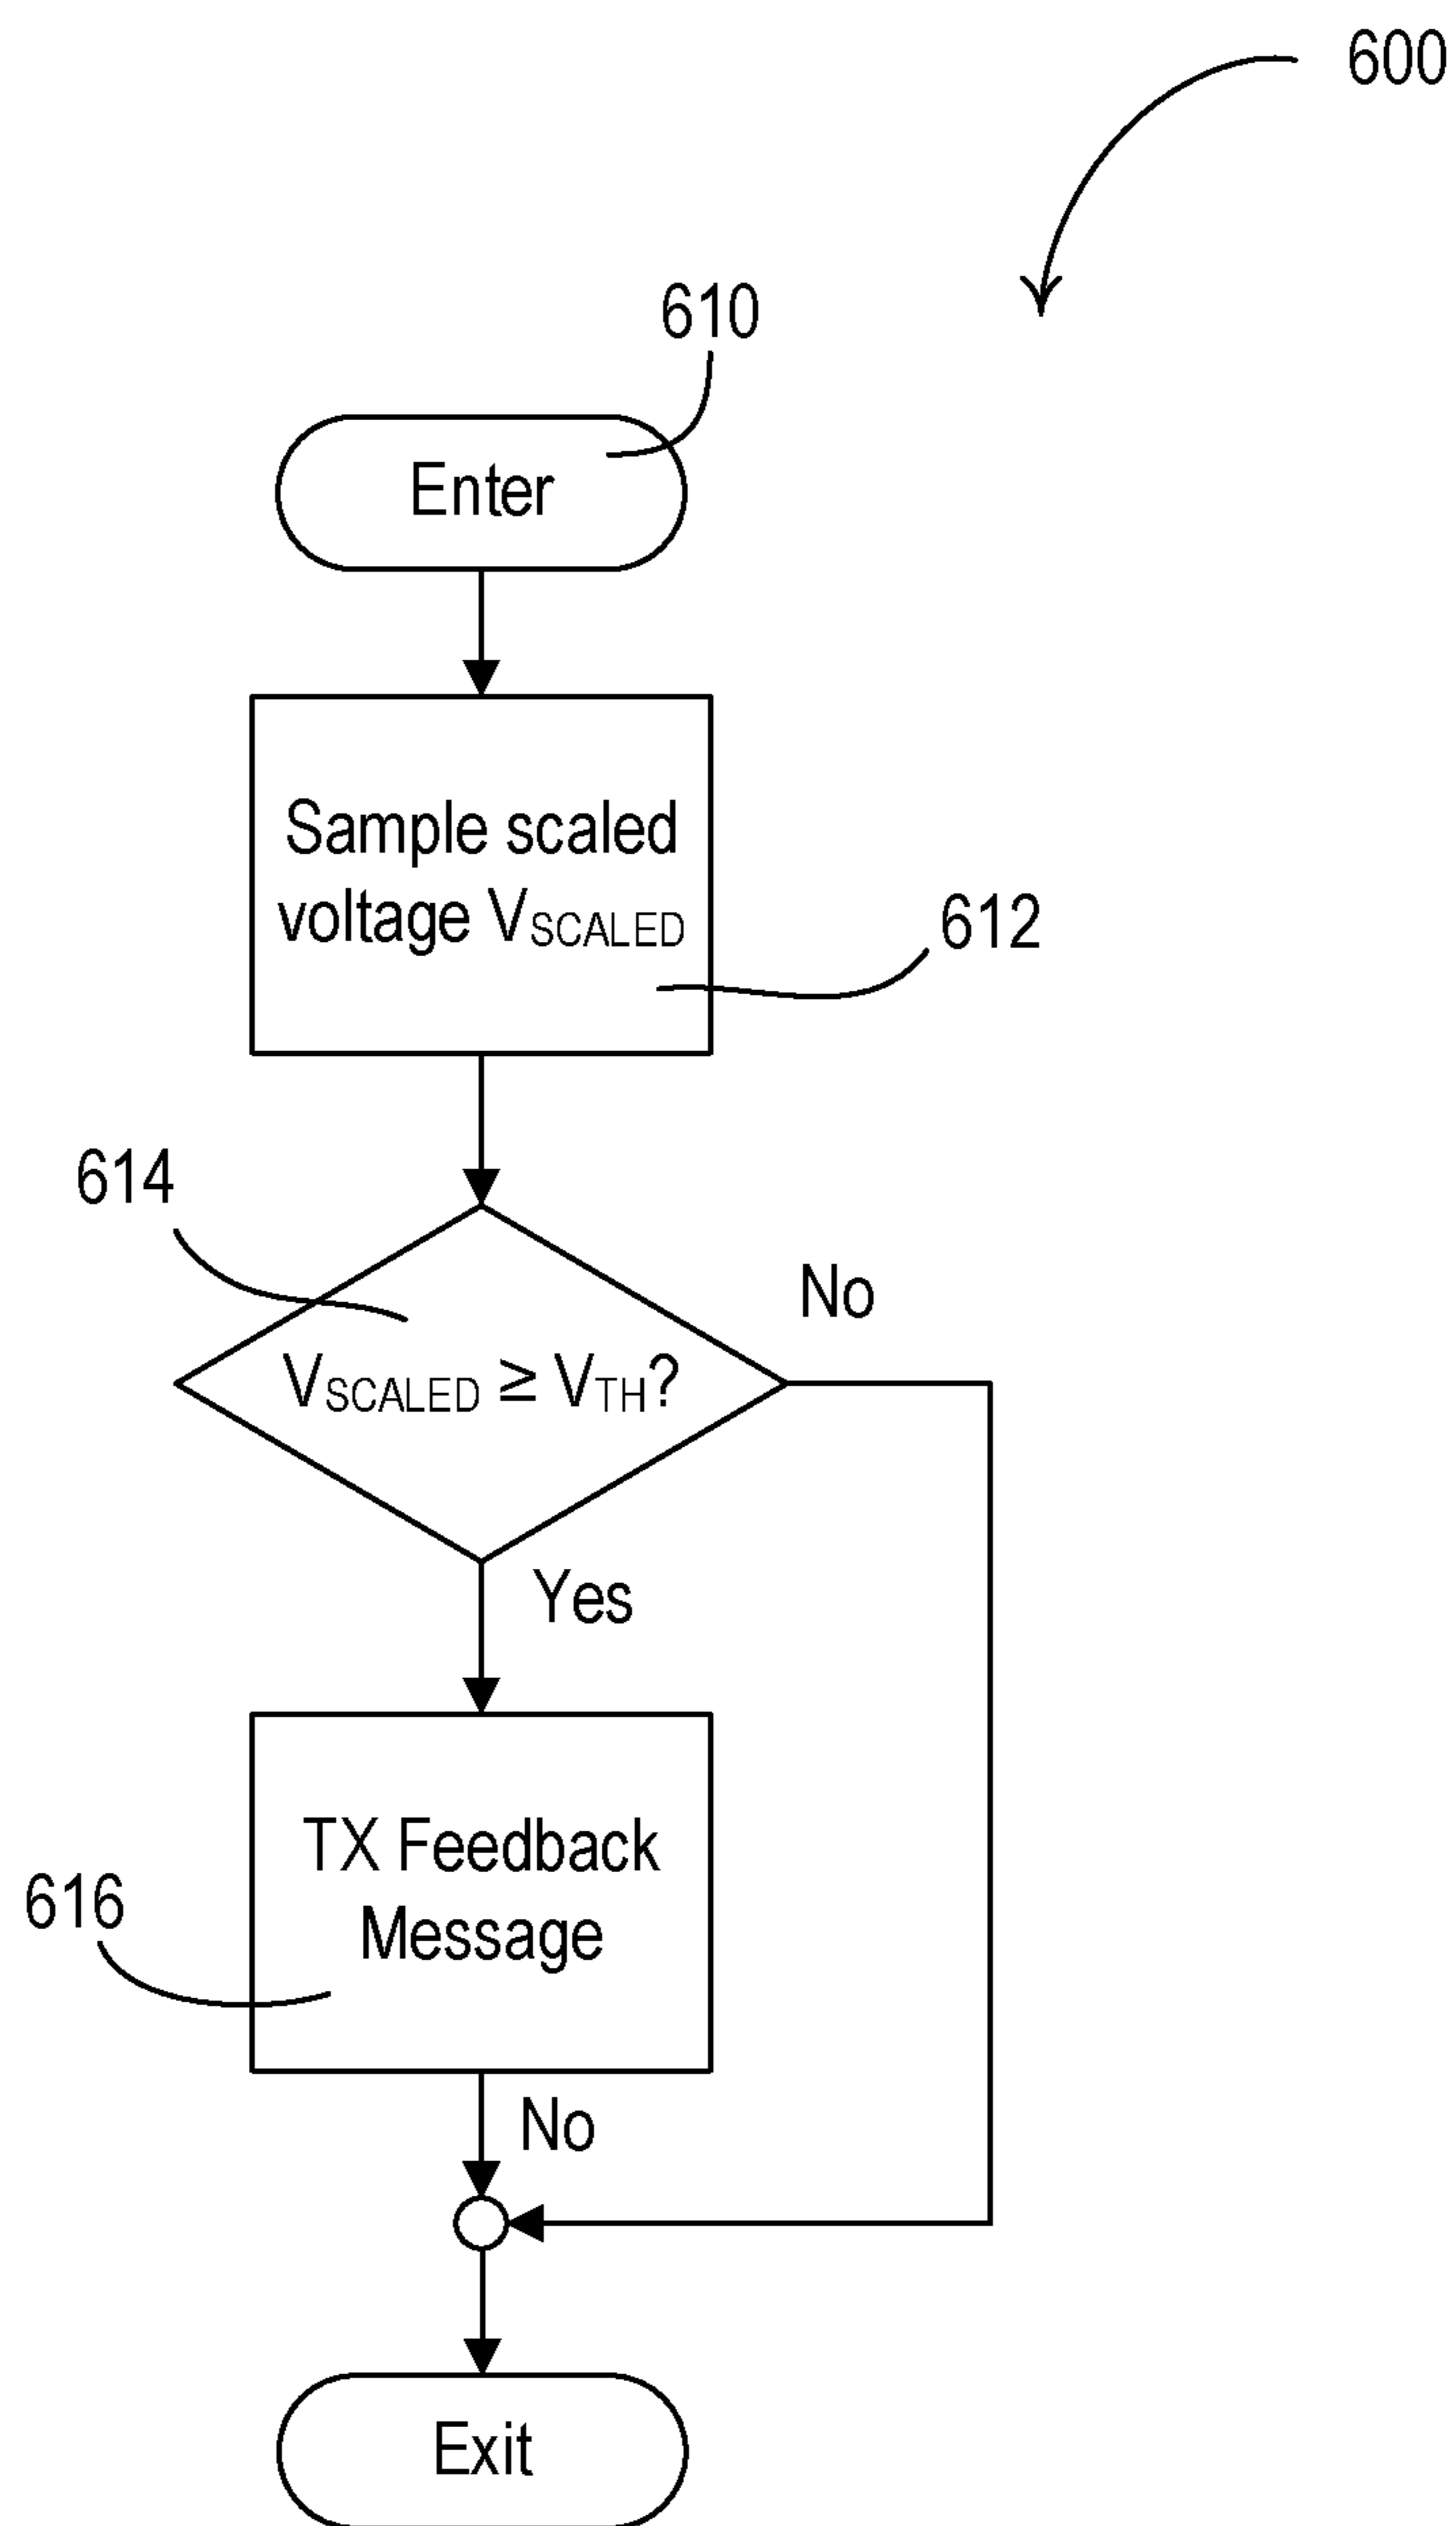 600
610
Enter
Sample scaled
voltage VSCALED
612
614
No
VSCALED ≥ VTH?
Yes
TX Feedback
616
Message
No
Exit